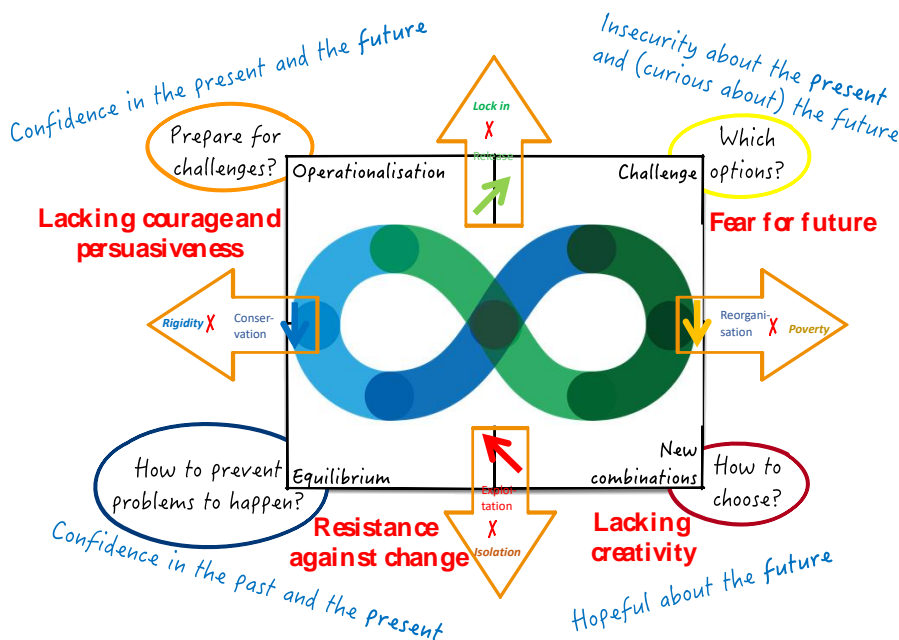 Confidence in the present and the future
Insecurity about the present
and (curious about) the future
Prepare for
challenges?
Lock in
X
Release
Which
options?
Operationalisation
Challenge
Lacking courage and
persuasiveness
Fear for future
Rigidity X
Conser-
vation
Reorgani-
sation
X Poverty
How to prevent
problems to happen?
Equilibrium
New
combinations
How to
choose?
Exploi
tation
X
Isolation
Resistance
against change
Lacking
creativity
Confidence in the past and the present
Hopeful about the future